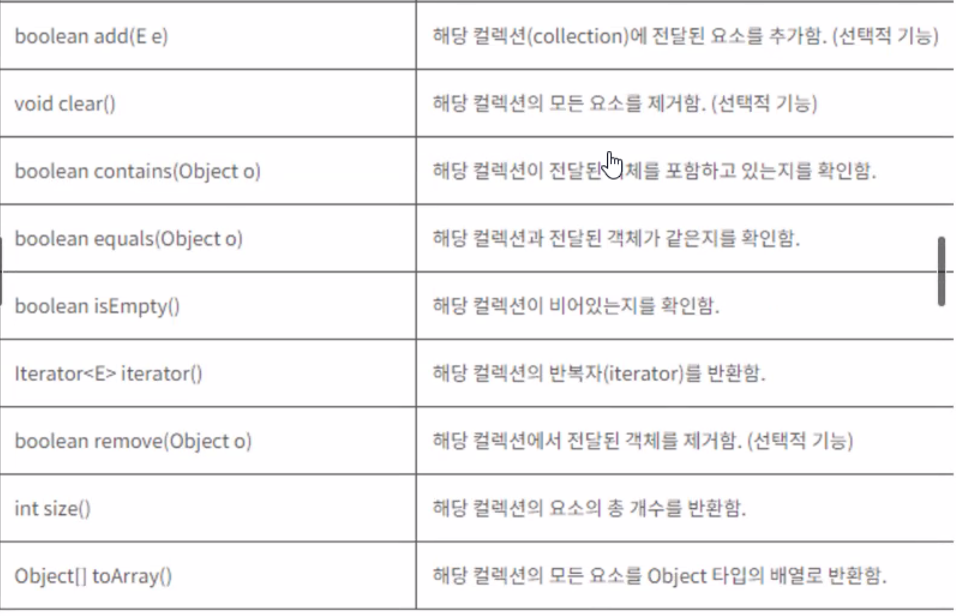 boolean add(E e) 해당 컬렉션(collection)에 전달된 요소를 추가함. (선택적 기능)
void clear() 해당 컬렉션의 모든 요소를 제거함. (선택적 기능)
boolean contains(Object o) 해당 컬렉션이 전달된 객체를 포함하고 있는지를 확인함.
boolean equals(Object o) 해당 컬렉션과 전달된 객체가 같은지를 확인함.
boolean isEmpty() 해당 컬렉션이 비어있는지를 확인함.
Iterator<E> iterator() 해당 컬렉션의 반복자(iterator)를 반환함.
boolean remove(Object o) 해당 컬렉션에서 전달된 객체를 제거함. (선택적 기능)
int size() 해당 컬렉션의 요소의 총 개수를 반환함.
Object[] toArray() 해당 컬렉션의 모든 요소를 Object 타입의 배열로 반환함.